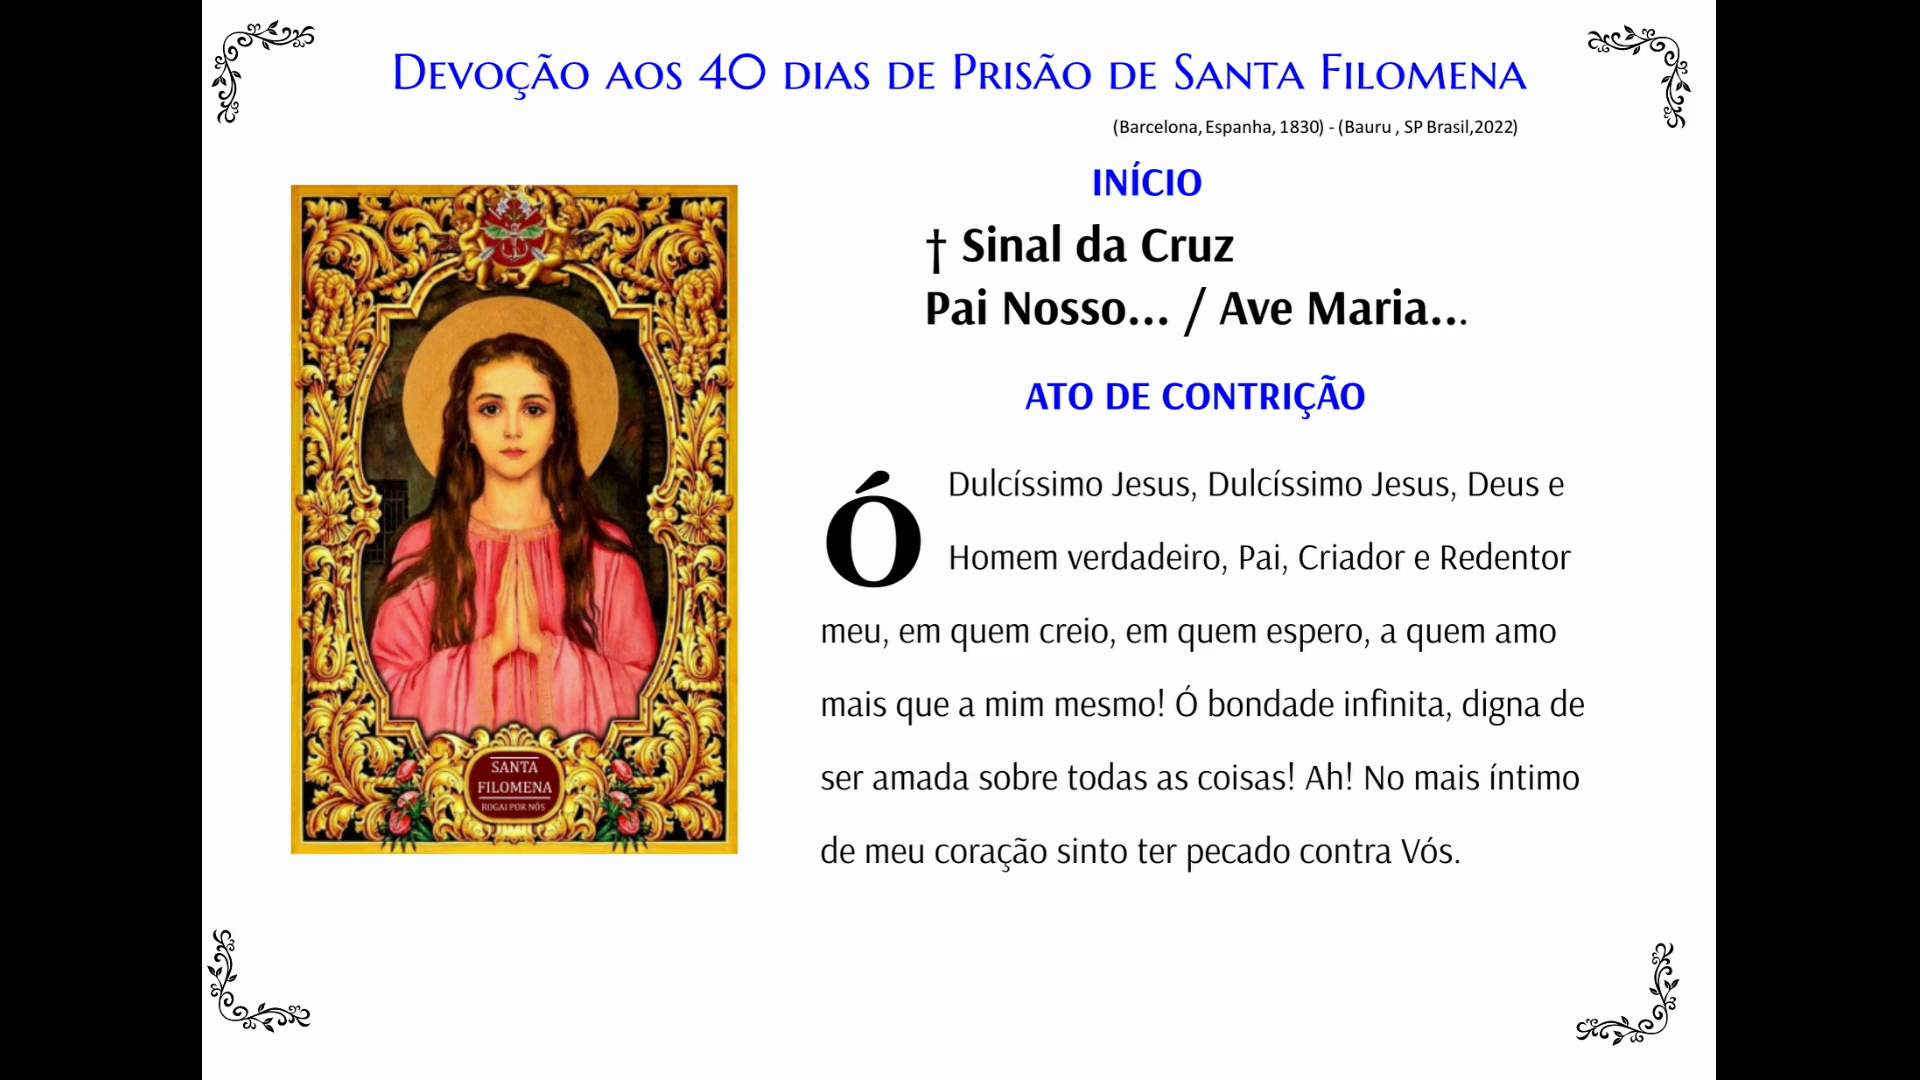 Devoção aos 40 dias de Prisão de Santa Filomena
(Barcelona, Espanha, 1830) - (Bauru , SP Brasil,2022)
INÍCIO
† Sinal da Cruz
Pai Nosso... / Ave Maria...
ATO DE CONTRIÇÃO
Ó Dulcíssimo Jesus, Dulcíssimo Jesus, Deus e
Homem verdadeiro, Pai, Criador e Redentor
meu, em quem creio, em quem espero, a quem amo
mais que a mim mesmo! Ó bondade infinita, digna de
ser amada sobre todas as coisas! Ah! No mais íntimo
de meu coração sinto ter pecado contra Vós.
SANTA
FILOMENA
ROGAI POR NÓS